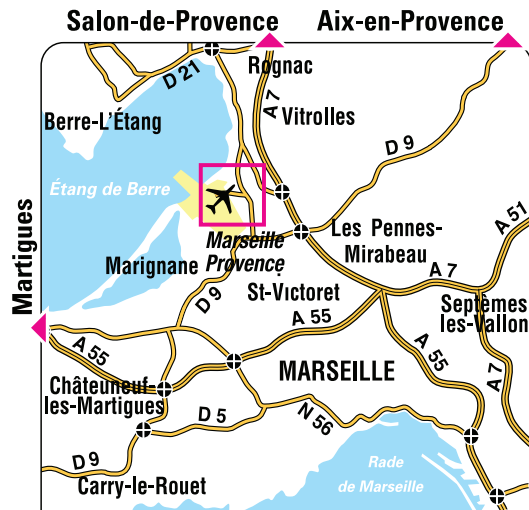 Salon-de-Provence
Aix-en-Provence
D 21
Rognac
A 7
Vitrolles
Berre-L'Étang
D 9
Étang de Berre
A 51
Martigues
Marseille
Provence
Les Pennes-
Mirabeau
Marignane
A 7
D 9
St-Victoret
Septèmes
les-Vallon
A 55
A 55
A 55
MARSEILLE
A 7
Châteuneuf-
les-Martigues
D 5
N 56
D 9
Carry-le-Rouet
Rade
de Marseille